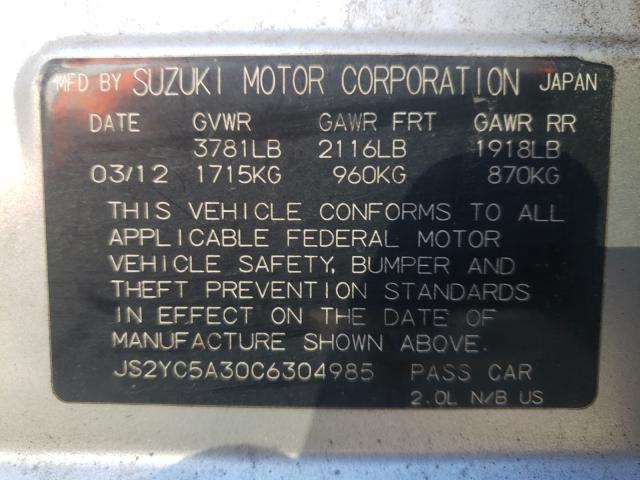 MFD BY SUZUKI MOTOR CORPORATION JAPAN
DATE GVWR GAWR FRT GAWR RR
3781LB 2116LB 1918LB
03/12 1715KG 960KG 870KG
THIS VEHICLE CONFORMS TO ALL
APPLICABLE FEDERAL MOTOR
VEHICLE SAFETY, BUMPER AND
THEFT PREVENTION STANDARDS
IN EFFECT ON THE DATE OF
MANUFACTURE SHOWN ABOVE.
JS2YC5A30C6304985 PASS CAR
2.0L N/B US